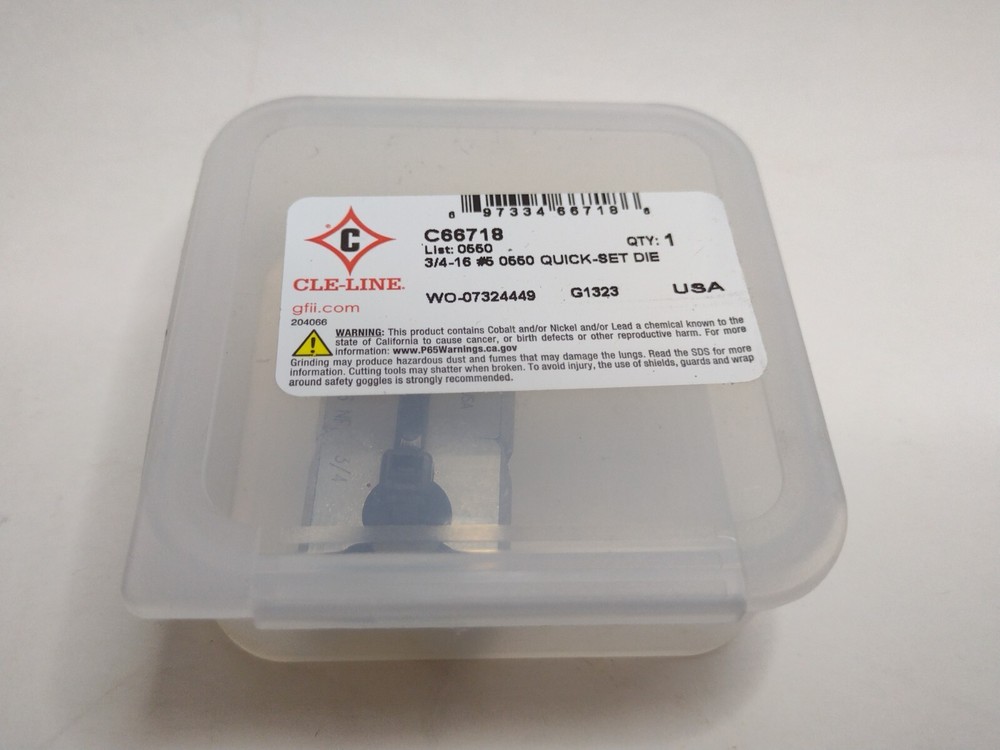 6 97334 66718 6
C
C66718
QTY: 1
List: 0550
3/4-16 #5 0550 QUICK-SET DIE
CLE-LINE®
WO-07324449 G1323 USA
gfii.com
204066
WARNING: This product contains Cobalt and/or Nickel and/or Lead a chemical known to the
state of California to cause cancer, or birth defects or other reproductive harm. For more
information: www.P65Warnings.ca.gov
Grinding may produce hazardous dust and fumes that may damage the lungs. Read the SDS for more
information. Cutting tools may shatter when broken. To avoid injury, the use of shields, guards and wrap
around safety goggles is strongly recommended.
3/4
USA